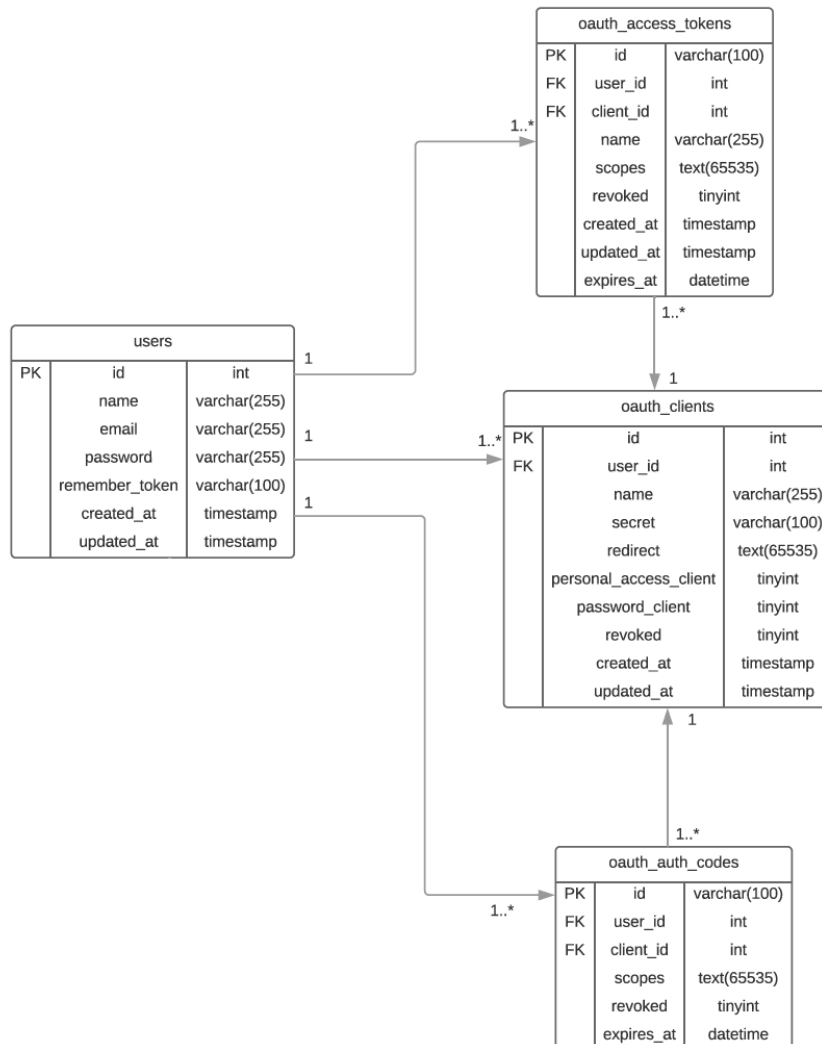 oauth_access_tokens
PK id varchar(100)
FK user_id int
FK client_id int
name varchar(255)
scopes text(65535)
revoked tinyint
created_at timestamp
updated_at timestamp
expires_at datetime
1..*
1..*
1
users
PK id int
name varchar(255)
email varchar(255)
password varchar(255)
remember_token varchar(100)
created_at timestamp
updated_at timestamp
1
1
1
1..*
oauth_clients
PK id int
FK user_id int
name varchar(255)
secret varchar(100)
redirect text(65535)
personal_access_client tinyint
password_client tinyint
revoked tinyint
created_at timestamp
updated_at timestamp
1
1..*
1..*
oauth_auth_codes
PK id varchar(100)
FK user_id int
FK client_id int
scopes text(65535)
revoked tinyint
expires_at datetime